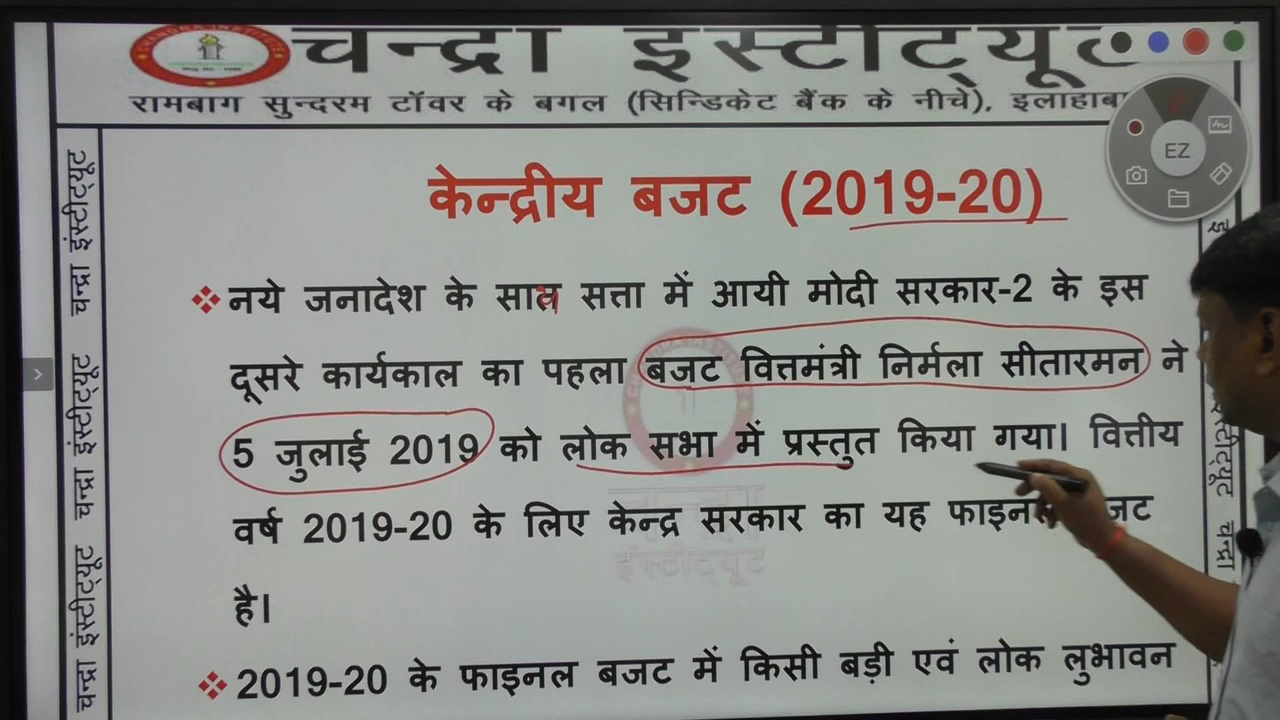 चन्द्रा इंस्टीट्यूट
रामबाग सुन्दरम टॉवर के बगल (सिन्डिकेट बैंक के नीचे), इलाहाबा
EZ
केन्द्रीय बजट (2019-20)
नये जनादेश के साथ सत्ता में आयी मोदी सरकार-2 के इस
दूसरे कार्यकाल का पहला बजट वित्तमंत्री निर्मला सीतारमन ने
5 जुलाई 2019 को लोक सभा में प्रस्तुत किया गया। वित्तीय
वर्ष 2019-20 के लिए केन्द्र सरकार का यह फाइनल जट
है।
2019-20 के फाइनल बजट में किसी बड़ी एवं लोक लुभावन
चन्द्रा इंस्टीट्यूट
चन्द्रा इंस्टीट्यूट
चन्द्रा इंस्टीट्यूट
चन्द्रा
इंस्टीट्यूट